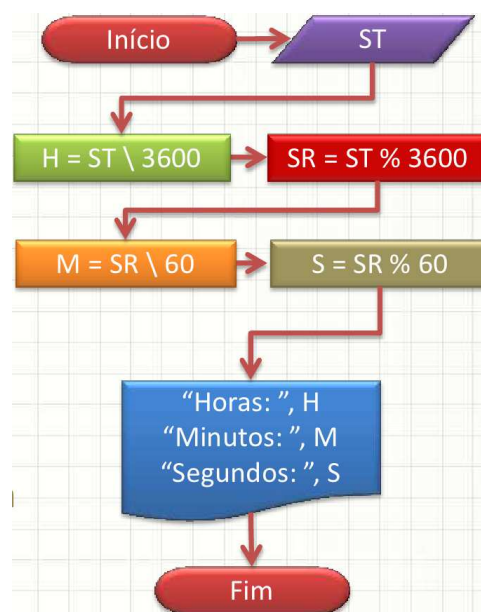 Início
ST
H = ST \ 3600
SR = ST % 3600
M = SR \ 60
S = SR % 60
“Horas: ”, H
“Minutos: ”, M
“Segundos: ”, S
Fim